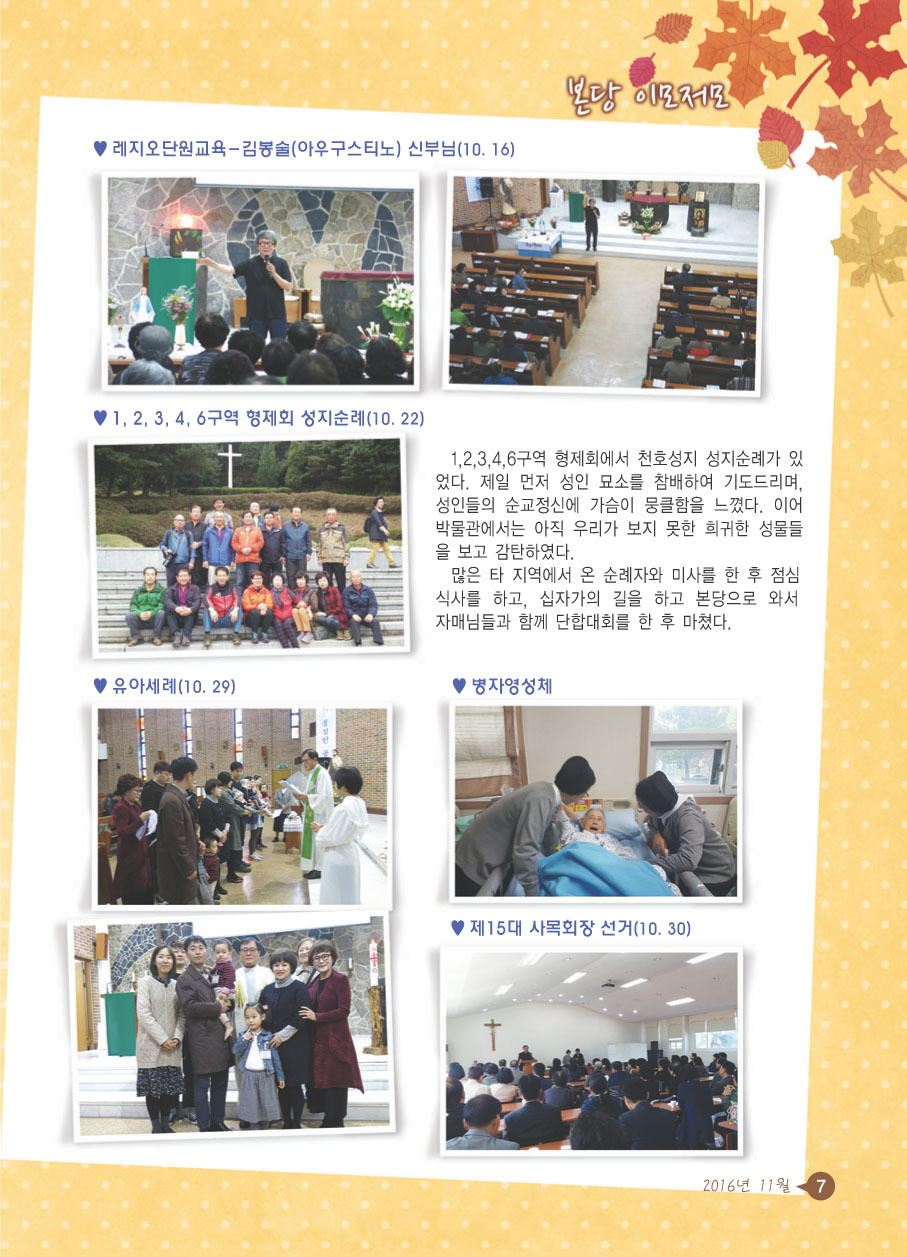 본당 이모저모
♥ 레지오단원교육-김봉술(아우구스티노) 신부님(10. 16)
♥ 1, 2, 3, 4, 6구역 형제회 성지순례(10. 22)
1,2,3,4,6구역 형제회에서 천호성지 성지순례가 있
었다. 제일 먼저 성인 묘소를 참배하여 기도드리며,
성인들의 순교정신에 가슴이 뭉클함을 느꼈다. 이어
박물관에서는 아직 우리가 보지 못한 희귀한 성물들
을 보고 감탄하였다.
많은 타 지역에서 온 순례자와 미사를 한 후 점심
식사를 하고, 십자가의 길을 하고 본당으로 와서
자매님들과 함께 단합대회를 한 후 마쳤다.
♥ 유아세례(10. 29)
♥ 병자영성체
♥ 제15대 사목회장 선거(10. 30)
2016년 11월 7